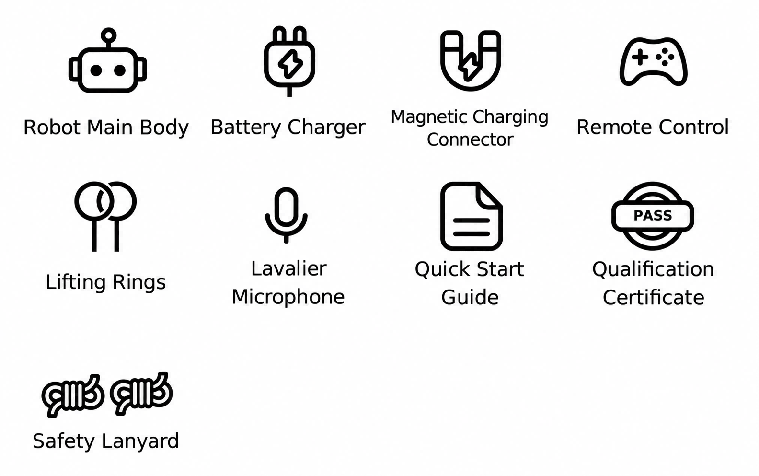 Robot Main Body
Battery Charger
Magnetic Charging
Connector
Remote Control
PASS
Lifting Rings
Lavalier
Microphone
Quick Start
Guide
Qualification
Certificate
Safety Lanyard